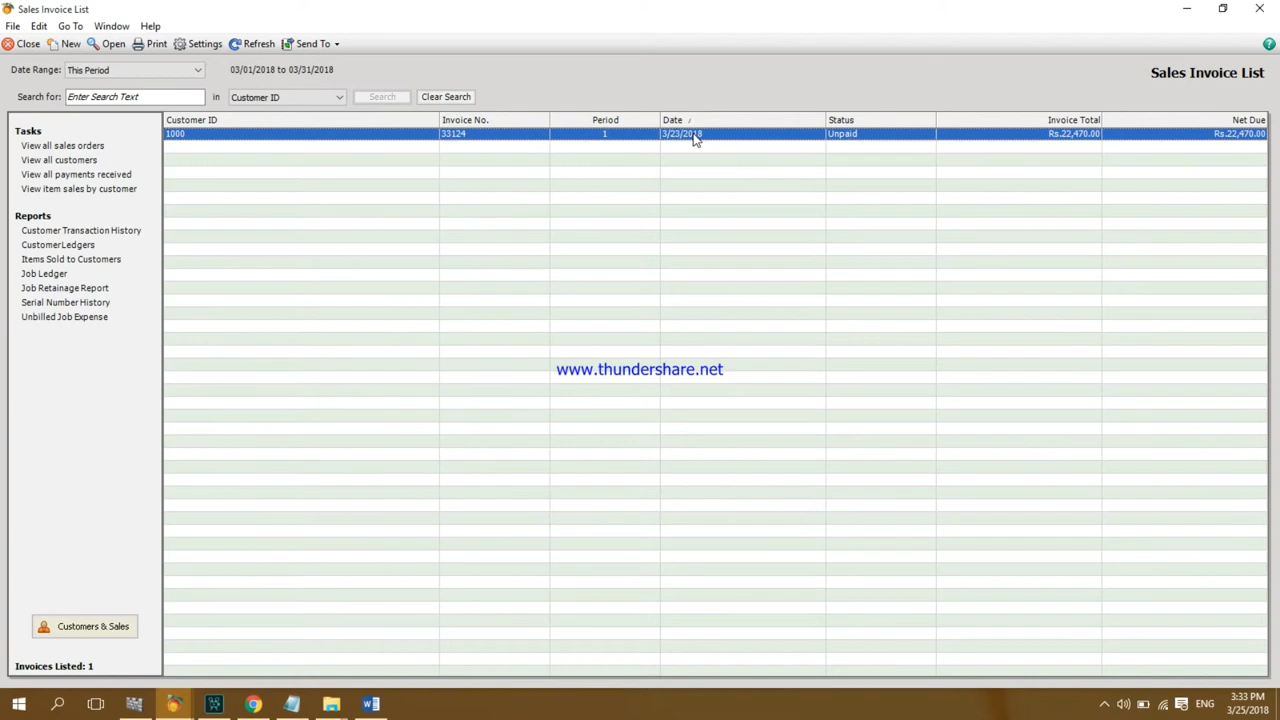 Sales Invoice List
File Edit Go To Window Help
Close New Open Print Settings Refresh Send To
Date Range: This Period 03/01/2018 to 03/31/2018
Sales Invoice List
Search for: Enter Search Text in Customer ID Search Clear Search
Customer ID Invoice No. Period Date Status Invoice Total Net Due
1000 33124 1 3/23/2018 Unpaid Rs.22,470.00 Rs.22,470.00
Tasks
View all sales orders
View all customers
View all payments received
View item sales by customer
Reports
Customer Transaction History
Customer Ledgers
Items Sold to Customers
Job Ledger
Job Retainage Report
Serial Number History
Unbilled Job Expense
www.thundershare.net
Customers & Sales
Invoices Listed: 1
ENG
3:33 PM
3/25/2018